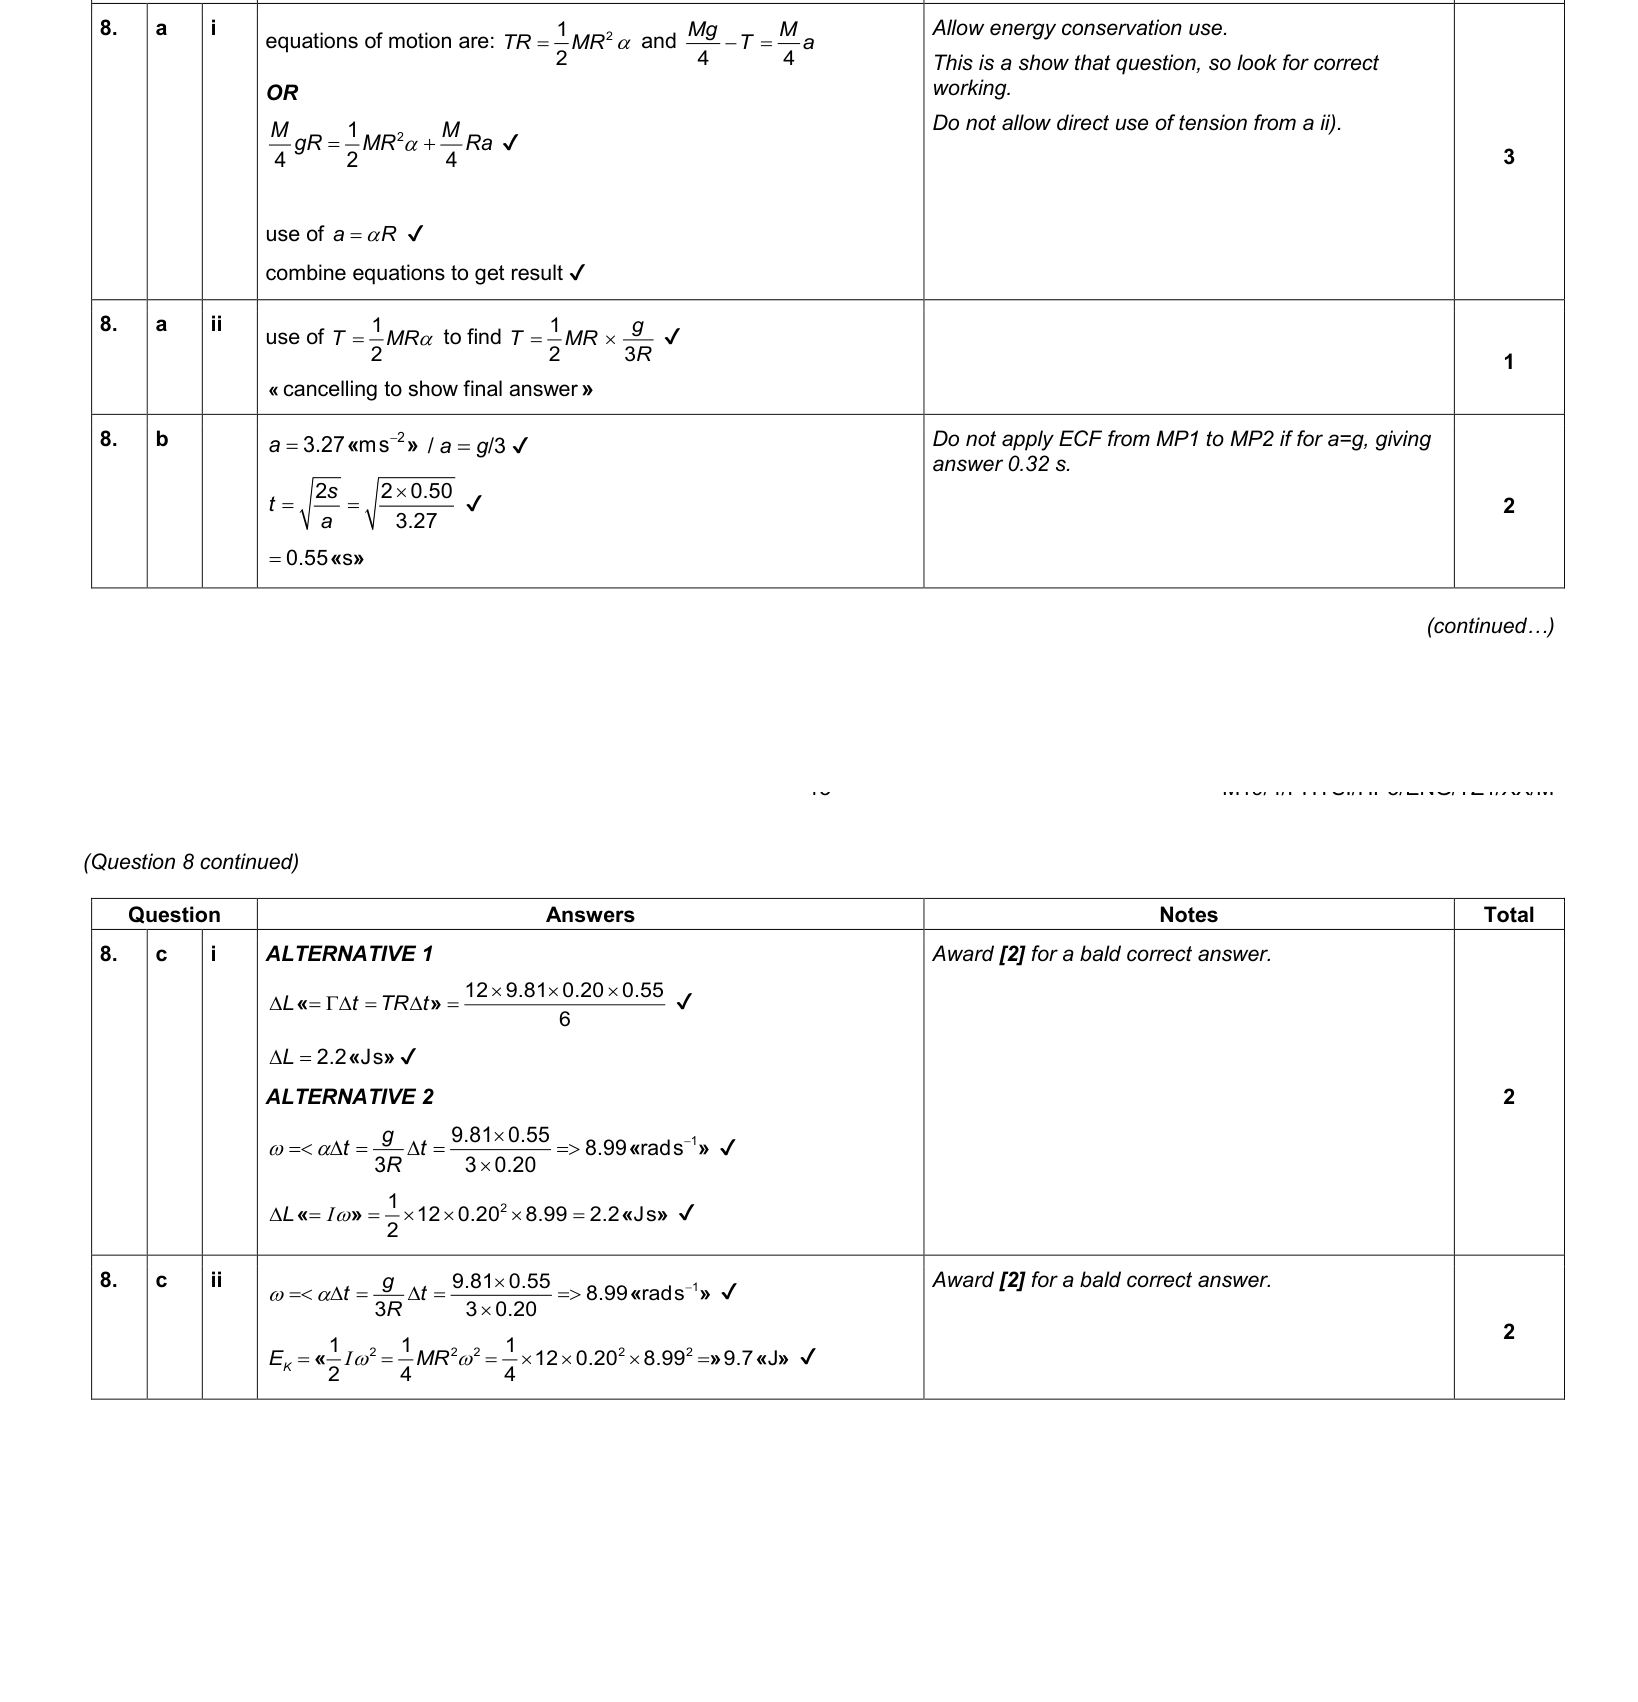 8. a i equations of motion are: TR = 1/2 MR² α and Mg/4 − T = M/4 a
OR
M/4 gR = 1/2 MR²α + M/4 Ra ✓
use of a = αR ✓
combine equations to get result ✓
Allow energy conservation use.
This is a show that question, so look for correct
working.
Do not allow direct use of tension from a ii).
3
8. a ii use of T = 1/2 MRα to find T = 1/2 MR × g/3R ✓
« cancelling to show final answer »
1
8. b a = 3.27 «m s⁻²» / a = g/3 ✓
t = √(2s/a) = √(2×0.50/3.27) ✓
= 0.55 «s»
Do not apply ECF from MP1 to MP2 if for a=g, giving
answer 0.32 s.
2
(continued…)
(Question 8 continued)
Question Answers Notes Total
8. c i ALTERNATIVE 1
ΔL «= ΓΔt = TRΔt» = 12×9.81×0.20×0.55/6 ✓
ΔL = 2.2 «Js» ✓
ALTERNATIVE 2
ω =< αΔt = g/3R Δt = 9.81×0.55/3×0.20 => 8.99 «rad s⁻¹» ✓
ΔL «= Iω» = 1/2 ×12×0.20² ×8.99 = 2.2 «Js» ✓
Award [2] for a bald correct answer.
2
8. c ii ω =< αΔt = g/3R Δt = 9.81×0.55/3×0.20 => 8.99 «rad s⁻¹» ✓
E_K = «1/2 Iω² = 1/4 MR²ω² = 1/4 ×12×0.20² ×8.99² =» 9.7 «J» ✓
Award [2] for a bald correct answer.
2